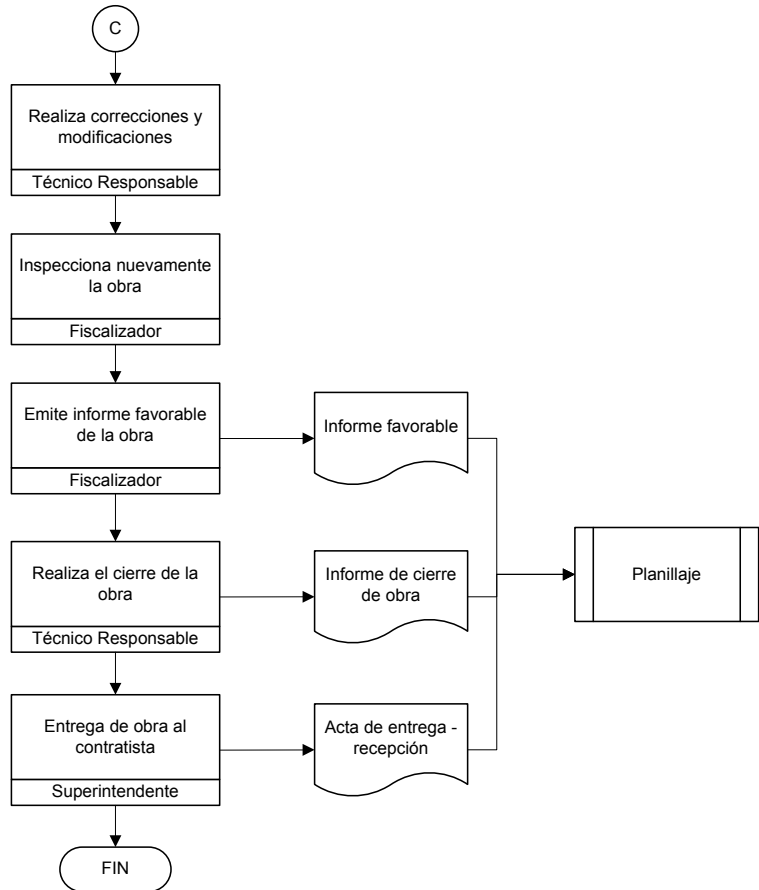 C
Realiza correcciones y
modificaciones
Técnico Responsable
Inspecciona nuevamente
la obra
Fiscalizador
Emite informe favorable
de la obra
Fiscalizador
Informe favorable
Realiza el cierre de la
obra
Técnico Responsable
Informe de cierre
de obra
Planillaje
Entrega de obra al
contratista
Superintendente
Acta de entrega -
recepción
FIN